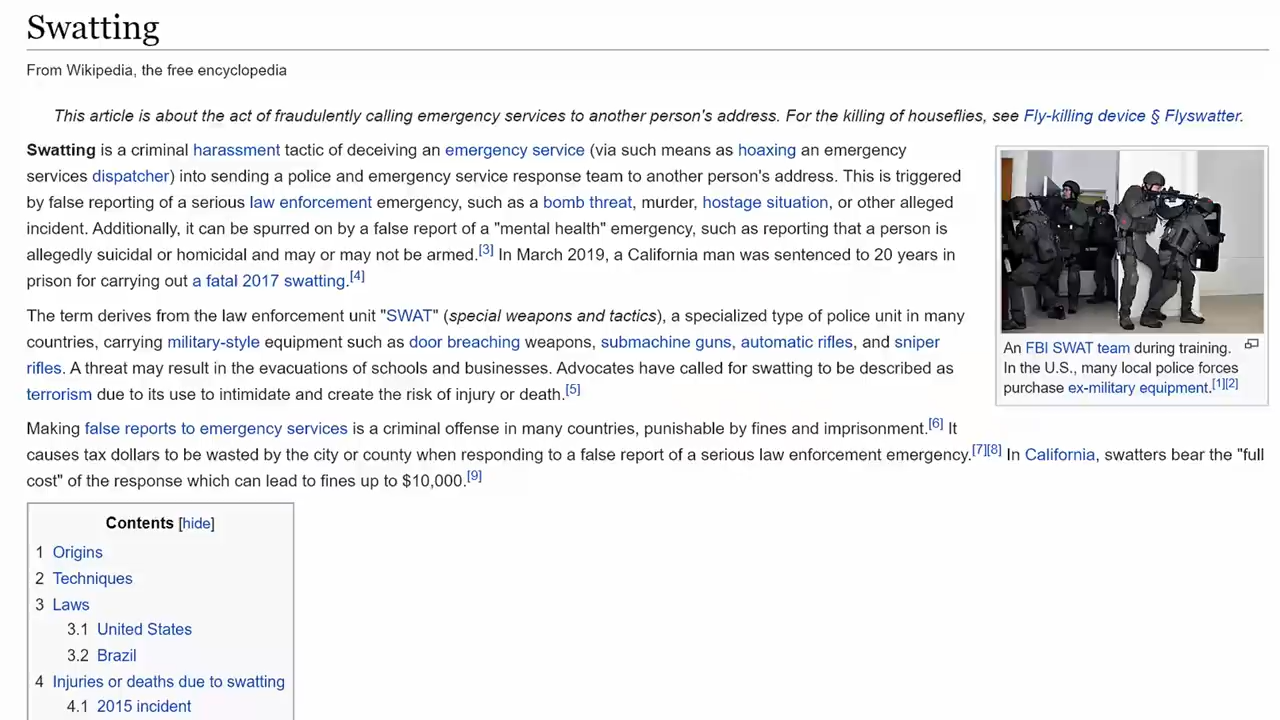 Swatting
From Wikipedia, the free encyclopedia
This article is about the act of fraudulently calling emergency services to another person's address. For the killing of houseflies, see Fly-killing device § Flyswatter.
Swatting is a criminal harassment tactic of deceiving an emergency service (via such means as hoaxing an emergency
services dispatcher) into sending a police and emergency service response team to another person's address. This is triggered
by false reporting of a serious law enforcement emergency, such as a bomb threat, murder, hostage situation, or other alleged
incident. Additionally, it can be spurred on by a false report of a "mental health" emergency, such as reporting that a person is
allegedly suicidal or homicidal and may or may not be armed.[3] In March 2019, a California man was sentenced to 20 years in
prison for carrying out a fatal 2017 swatting.[4]
The term derives from the law enforcement unit "SWAT" (special weapons and tactics), a specialized type of police unit in many
countries, carrying military-style equipment such as door breaching weapons, submachine guns, automatic rifles, and sniper
rifles. A threat may result in the evacuations of schools and businesses. Advocates have called for swatting to be described as
terrorism due to its use to intimidate and create the risk of injury or death.[5]
An FBI SWAT team during training.
In the U.S., many local police forces
purchase ex-military equipment.[1][2]
Making false reports to emergency services is a criminal offense in many countries, punishable by fines and imprisonment.[6] It
causes tax dollars to be wasted by the city or county when responding to a false report of a serious law enforcement emergency.[7][8] In California, swatters bear the "full
cost" of the response which can lead to fines up to $10,000.[9]
Contents [hide]
1 Origins
2 Techniques
3 Laws
3.1 United States
3.2 Brazil
4 Injuries or deaths due to swatting
4.1 2015 incident